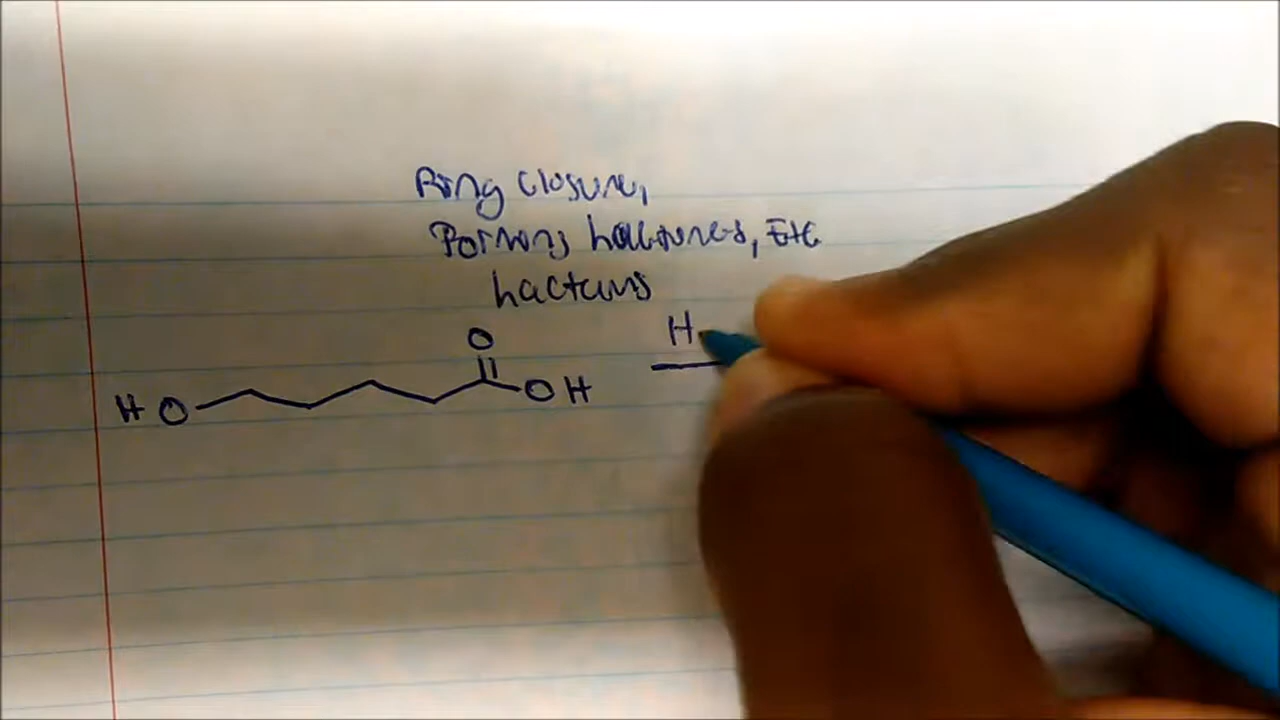 Ring closure,
Forming lactones, Etc
lactams
H
O
HO
OH